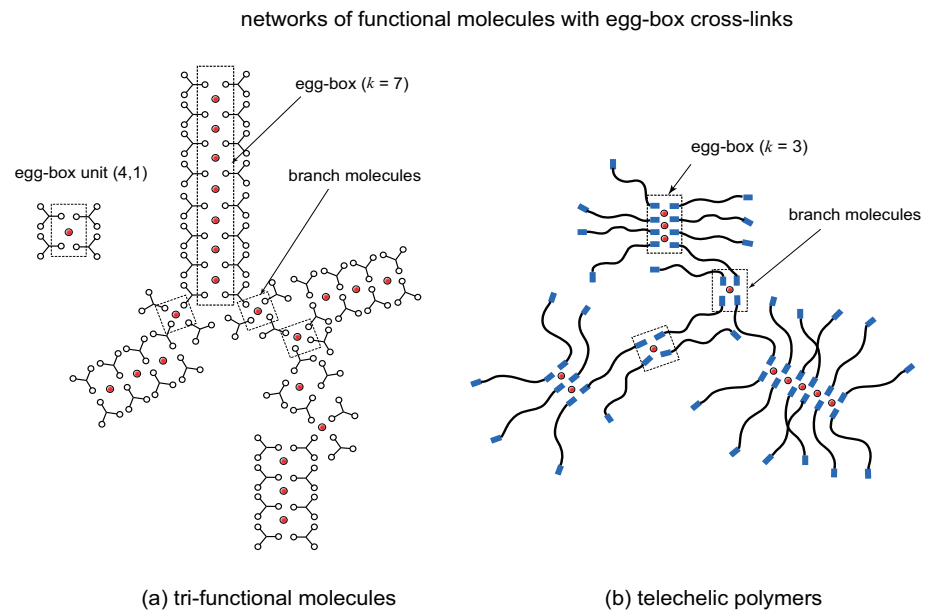 networks of functional molecules with egg-box cross-links
egg-box (k = 7)
egg-box unit (4,1)
branch molecules
egg-box (k = 3)
branch molecules
(a) tri-functional molecules
(b) telechelic polymers